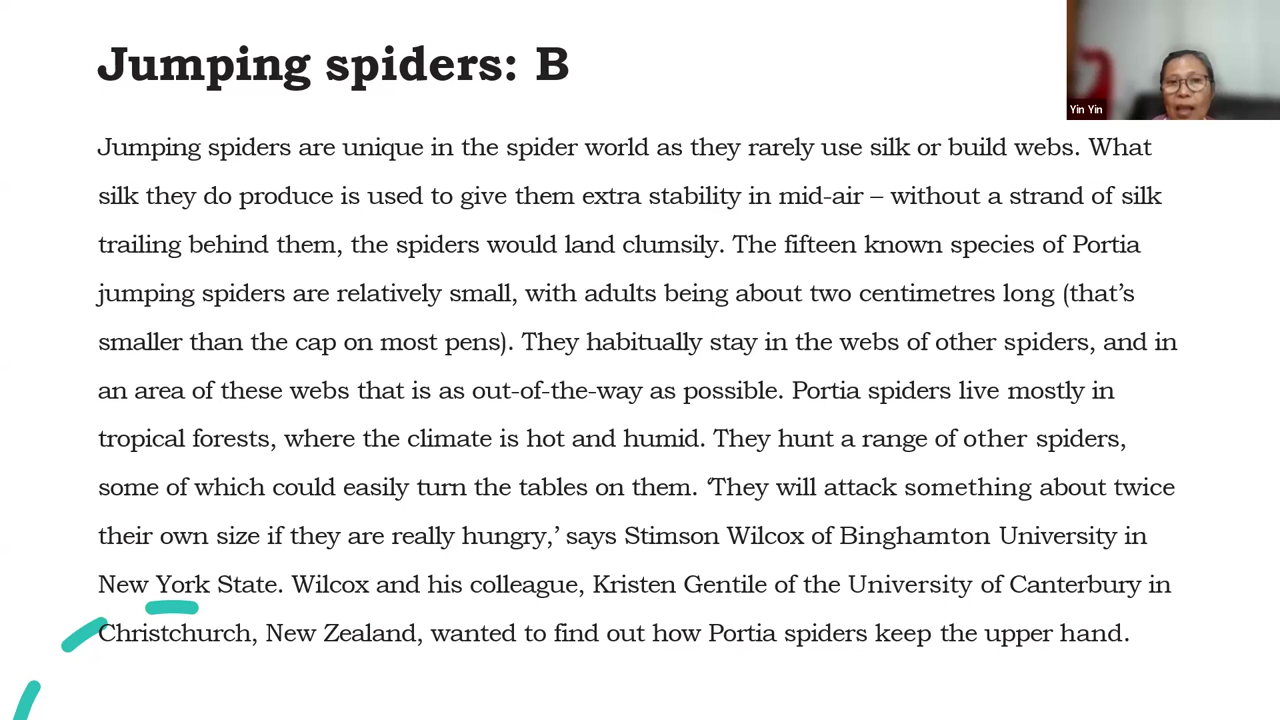 Jumping spiders: B
Yin Yin
Jumping spiders are unique in the spider world as they rarely use silk or build webs. What
silk they do produce is used to give them extra stability in mid-air – without a strand of silk
trailing behind them, the spiders would land clumsily. The fifteen known species of Portia
jumping spiders are relatively small, with adults being about two centimetres long (that’s
smaller than the cap on most pens). They habitually stay in the webs of other spiders, and in
an area of these webs that is as out-of-the-way as possible. Portia spiders live mostly in
tropical forests, where the climate is hot and humid. They hunt a range of other spiders,
some of which could easily turn the tables on them. ‘They will attack something about twice
their own size if they are really hungry,’ says Stimson Wilcox of Binghamton University in
New York State. Wilcox and his colleague, Kristen Gentile of the University of Canterbury in
Christchurch, New Zealand, wanted to find out how Portia spiders keep the upper hand.